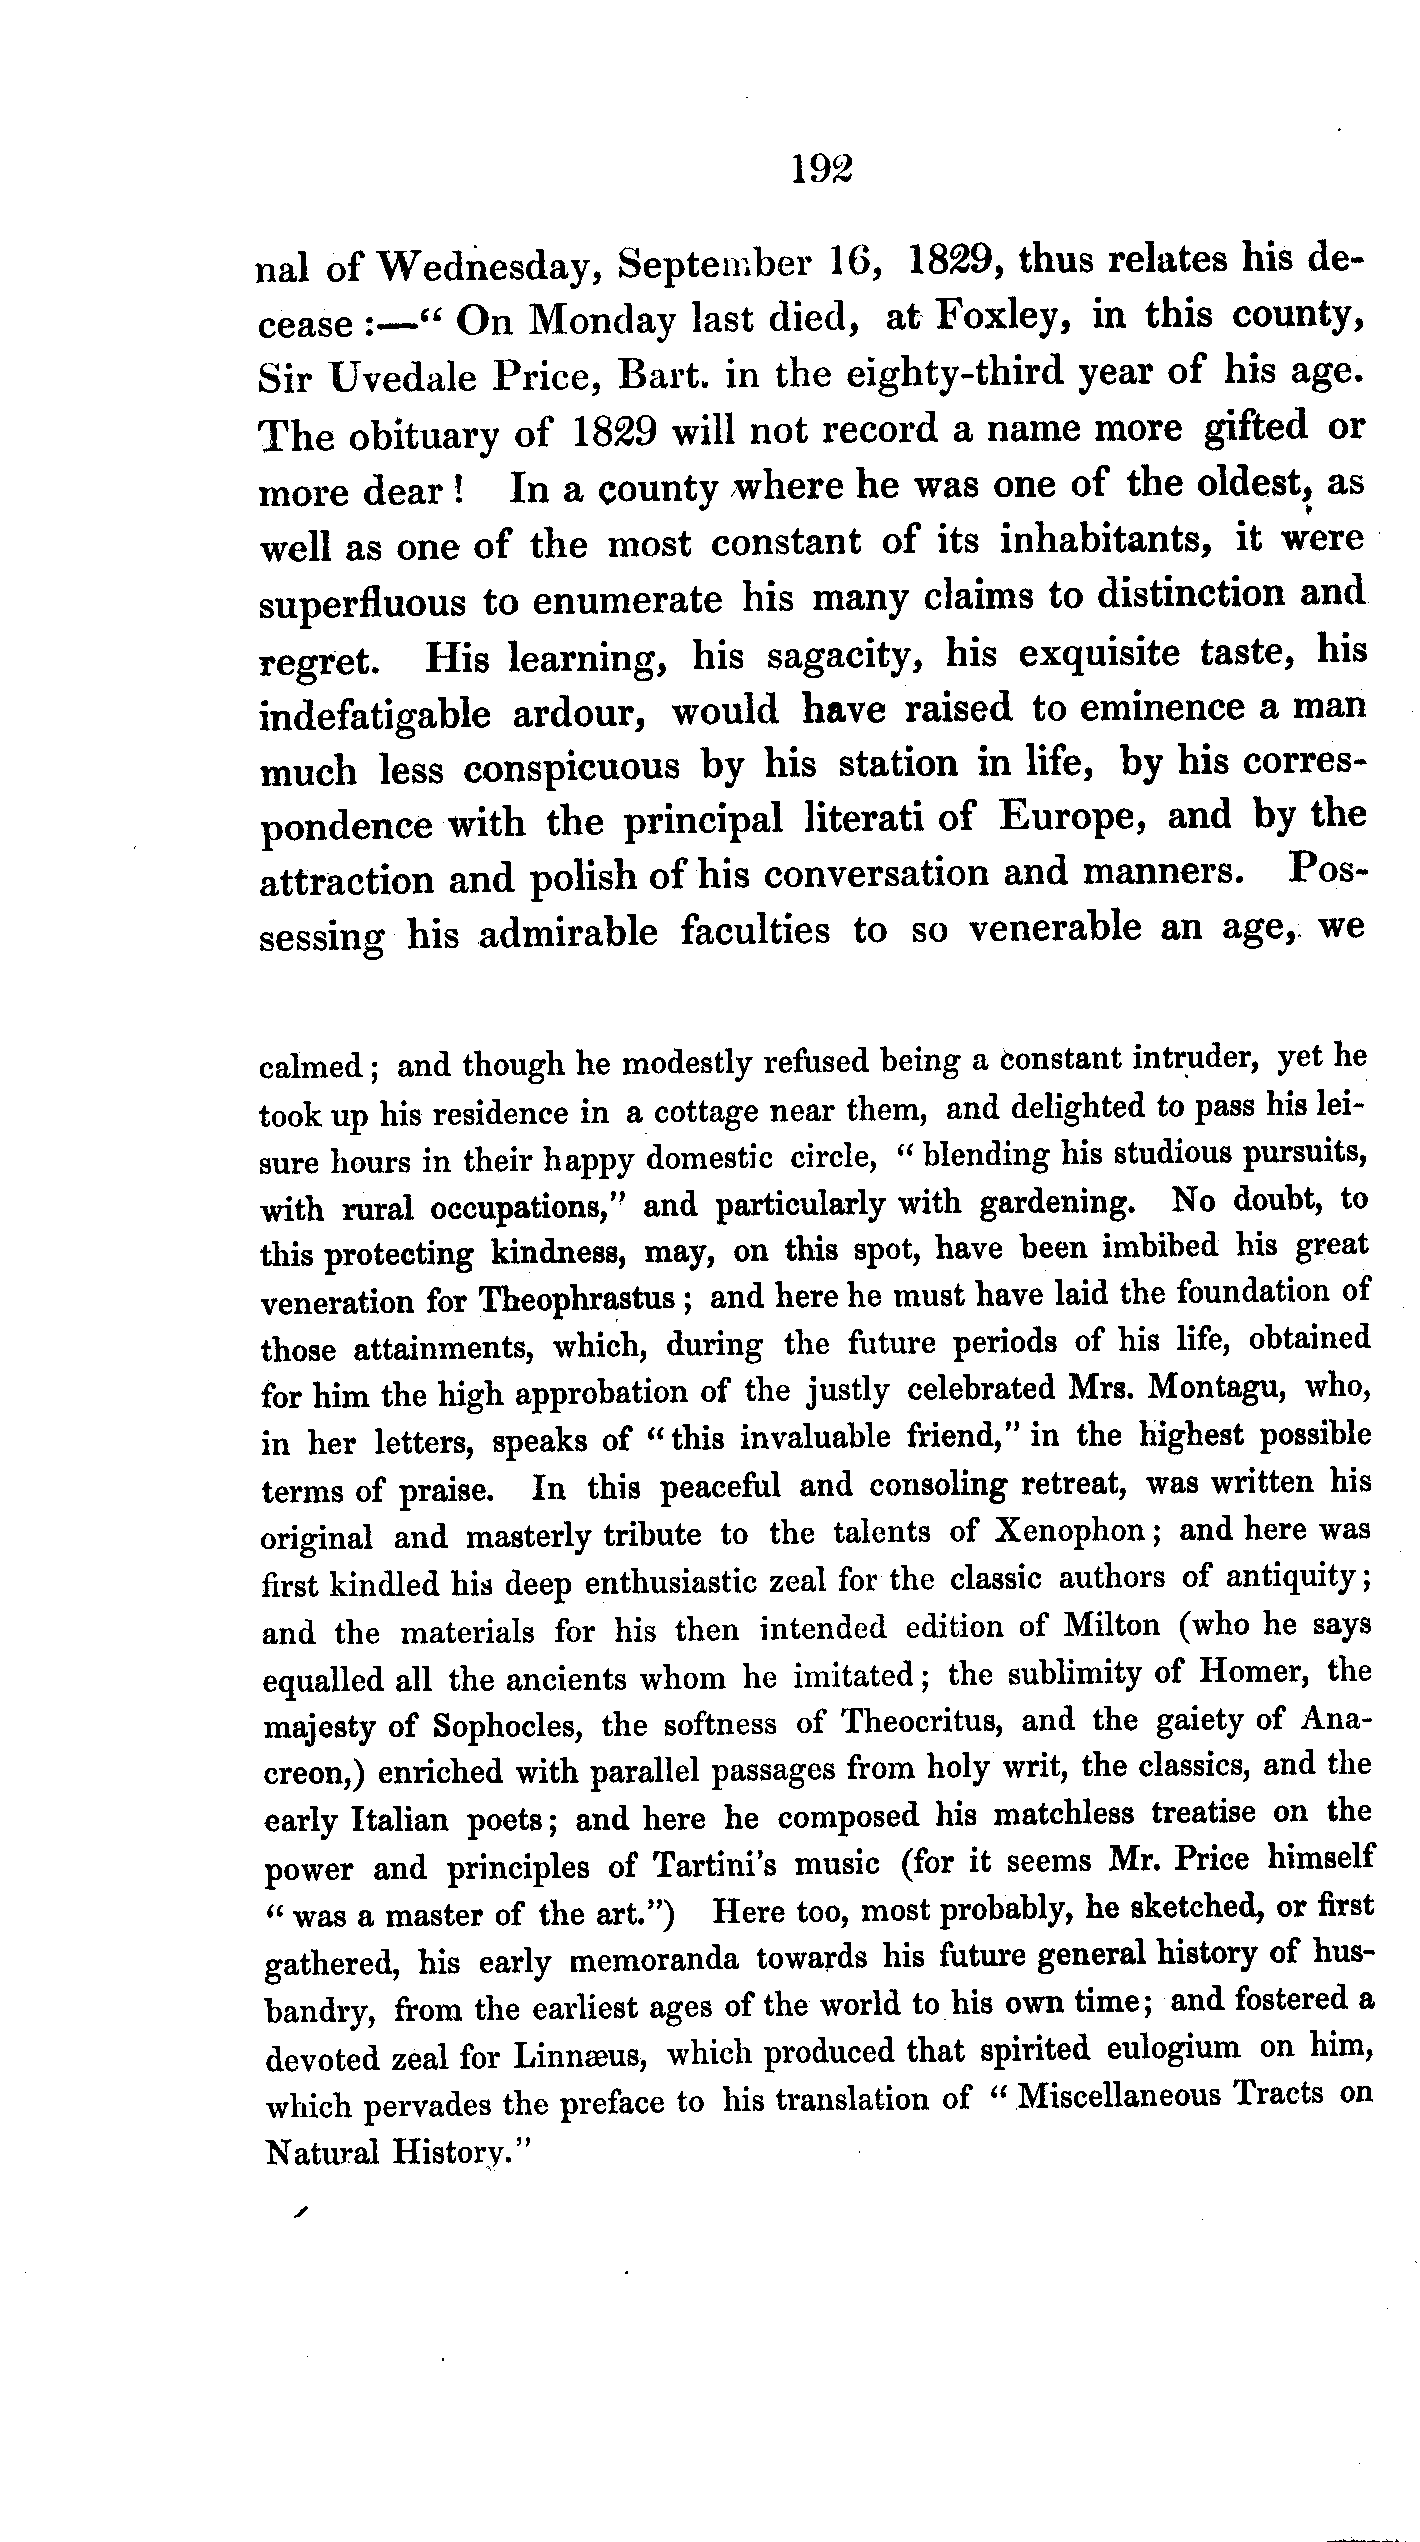 192
nal of Wednesday, September 16, 1829, thus relates his de-
cease :—“ On Monday last died, at Foxley, in this county,
Sir Uvedale Price, Bart. in the eighty-third year of his age.
The obituary of 1829 will not record a name more gifted or
more dear ! In a county where he was one of the oldest, as
well as one of the most constant of its inhabitants, it were
superfluous to enumerate his many claims to distinction and
regret. His learning, his sagacity, his exquisite taste, his
indefatigable ardour, would have raised to eminence a man
much less conspicuous by his station in life, by his corres-
pondence with the principal literati of Europe, and by the
attraction and polish of his conversation and manners. Pos-
sessing his admirable faculties to so venerable an age, we
calmed ; and though he modestly refused being a constant intruder, yet he
took up his residence in a cottage near them, and delighted to pass his lei-
sure hours in their happy domestic circle, “ blending his studious pursuits,
with rural occupations,” and particularly with gardening. No doubt, to
this protecting kindness, may, on this spot, have been imbibed his great
veneration for Theophrastus ; and here he must have laid the foundation of
those attainments, which, during the future periods of his life, obtained
for him the high approbation of the justly celebrated Mrs. Montagu, who,
in her letters, speaks of “ this invaluable friend,” in the highest possible
terms of praise. In this peaceful and consoling retreat, was written his
original and masterly tribute to the talents of Xenophon ; and here was
first kindled his deep enthusiastic zeal for the classic authors of antiquity ;
and the materials for his then intended edition of Milton (who he says
equalled all the ancients whom he imitated ; the sublimity of Homer, the
majesty of Sophocles, the softness of Theocritus, and the gaiety of Ana-
creon,) enriched with parallel passages from holy writ, the classics, and the
early Italian poets ; and here he composed his matchless treatise on the
power and principles of Tartini's music (for it seems Mr. Price himself
“ was a master of the art.”) Here too, most probably, he sketched, or first
gathered, his early memoranda towards his future general history of hus-
bandry, from the earliest ages of the world to his own time ; and fostered a
devoted zeal for Linnæus, which produced that spirited eulogium on him,
which pervades the preface to his translation of “ Miscellaneous Tracts on
Natural History.”